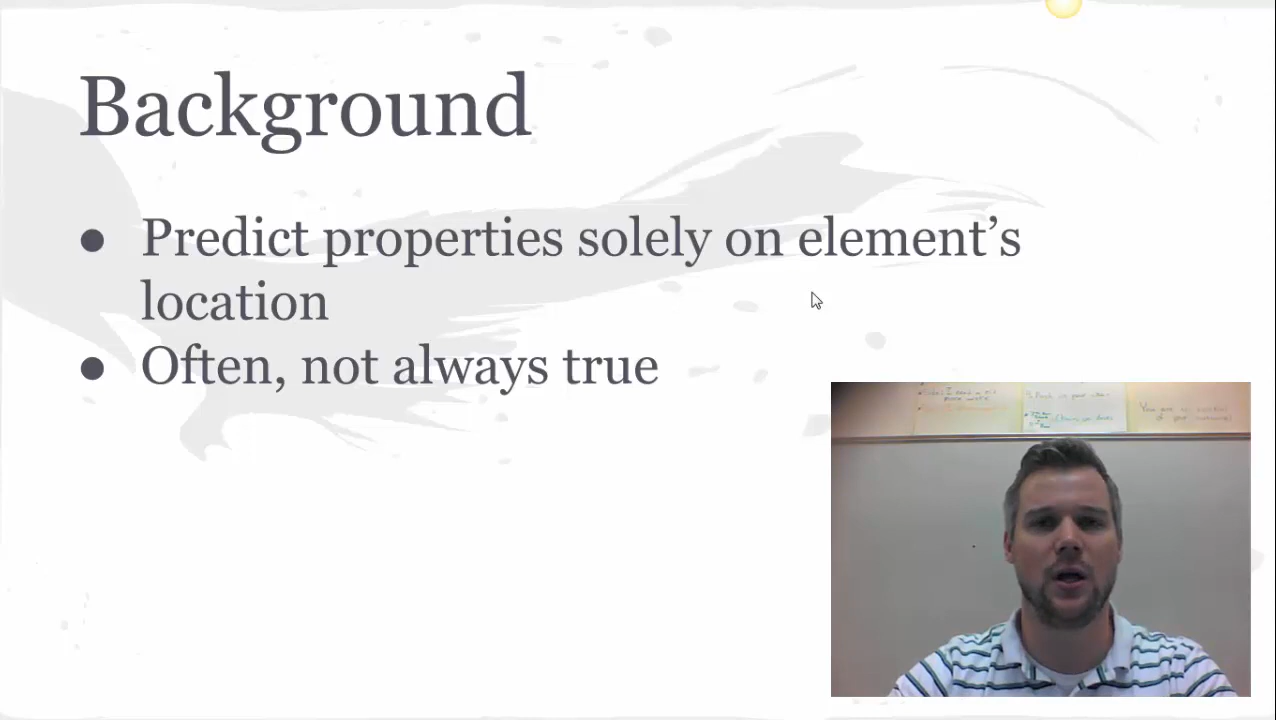 Background
● Predict properties solely on element’s
location
● Often, not always true